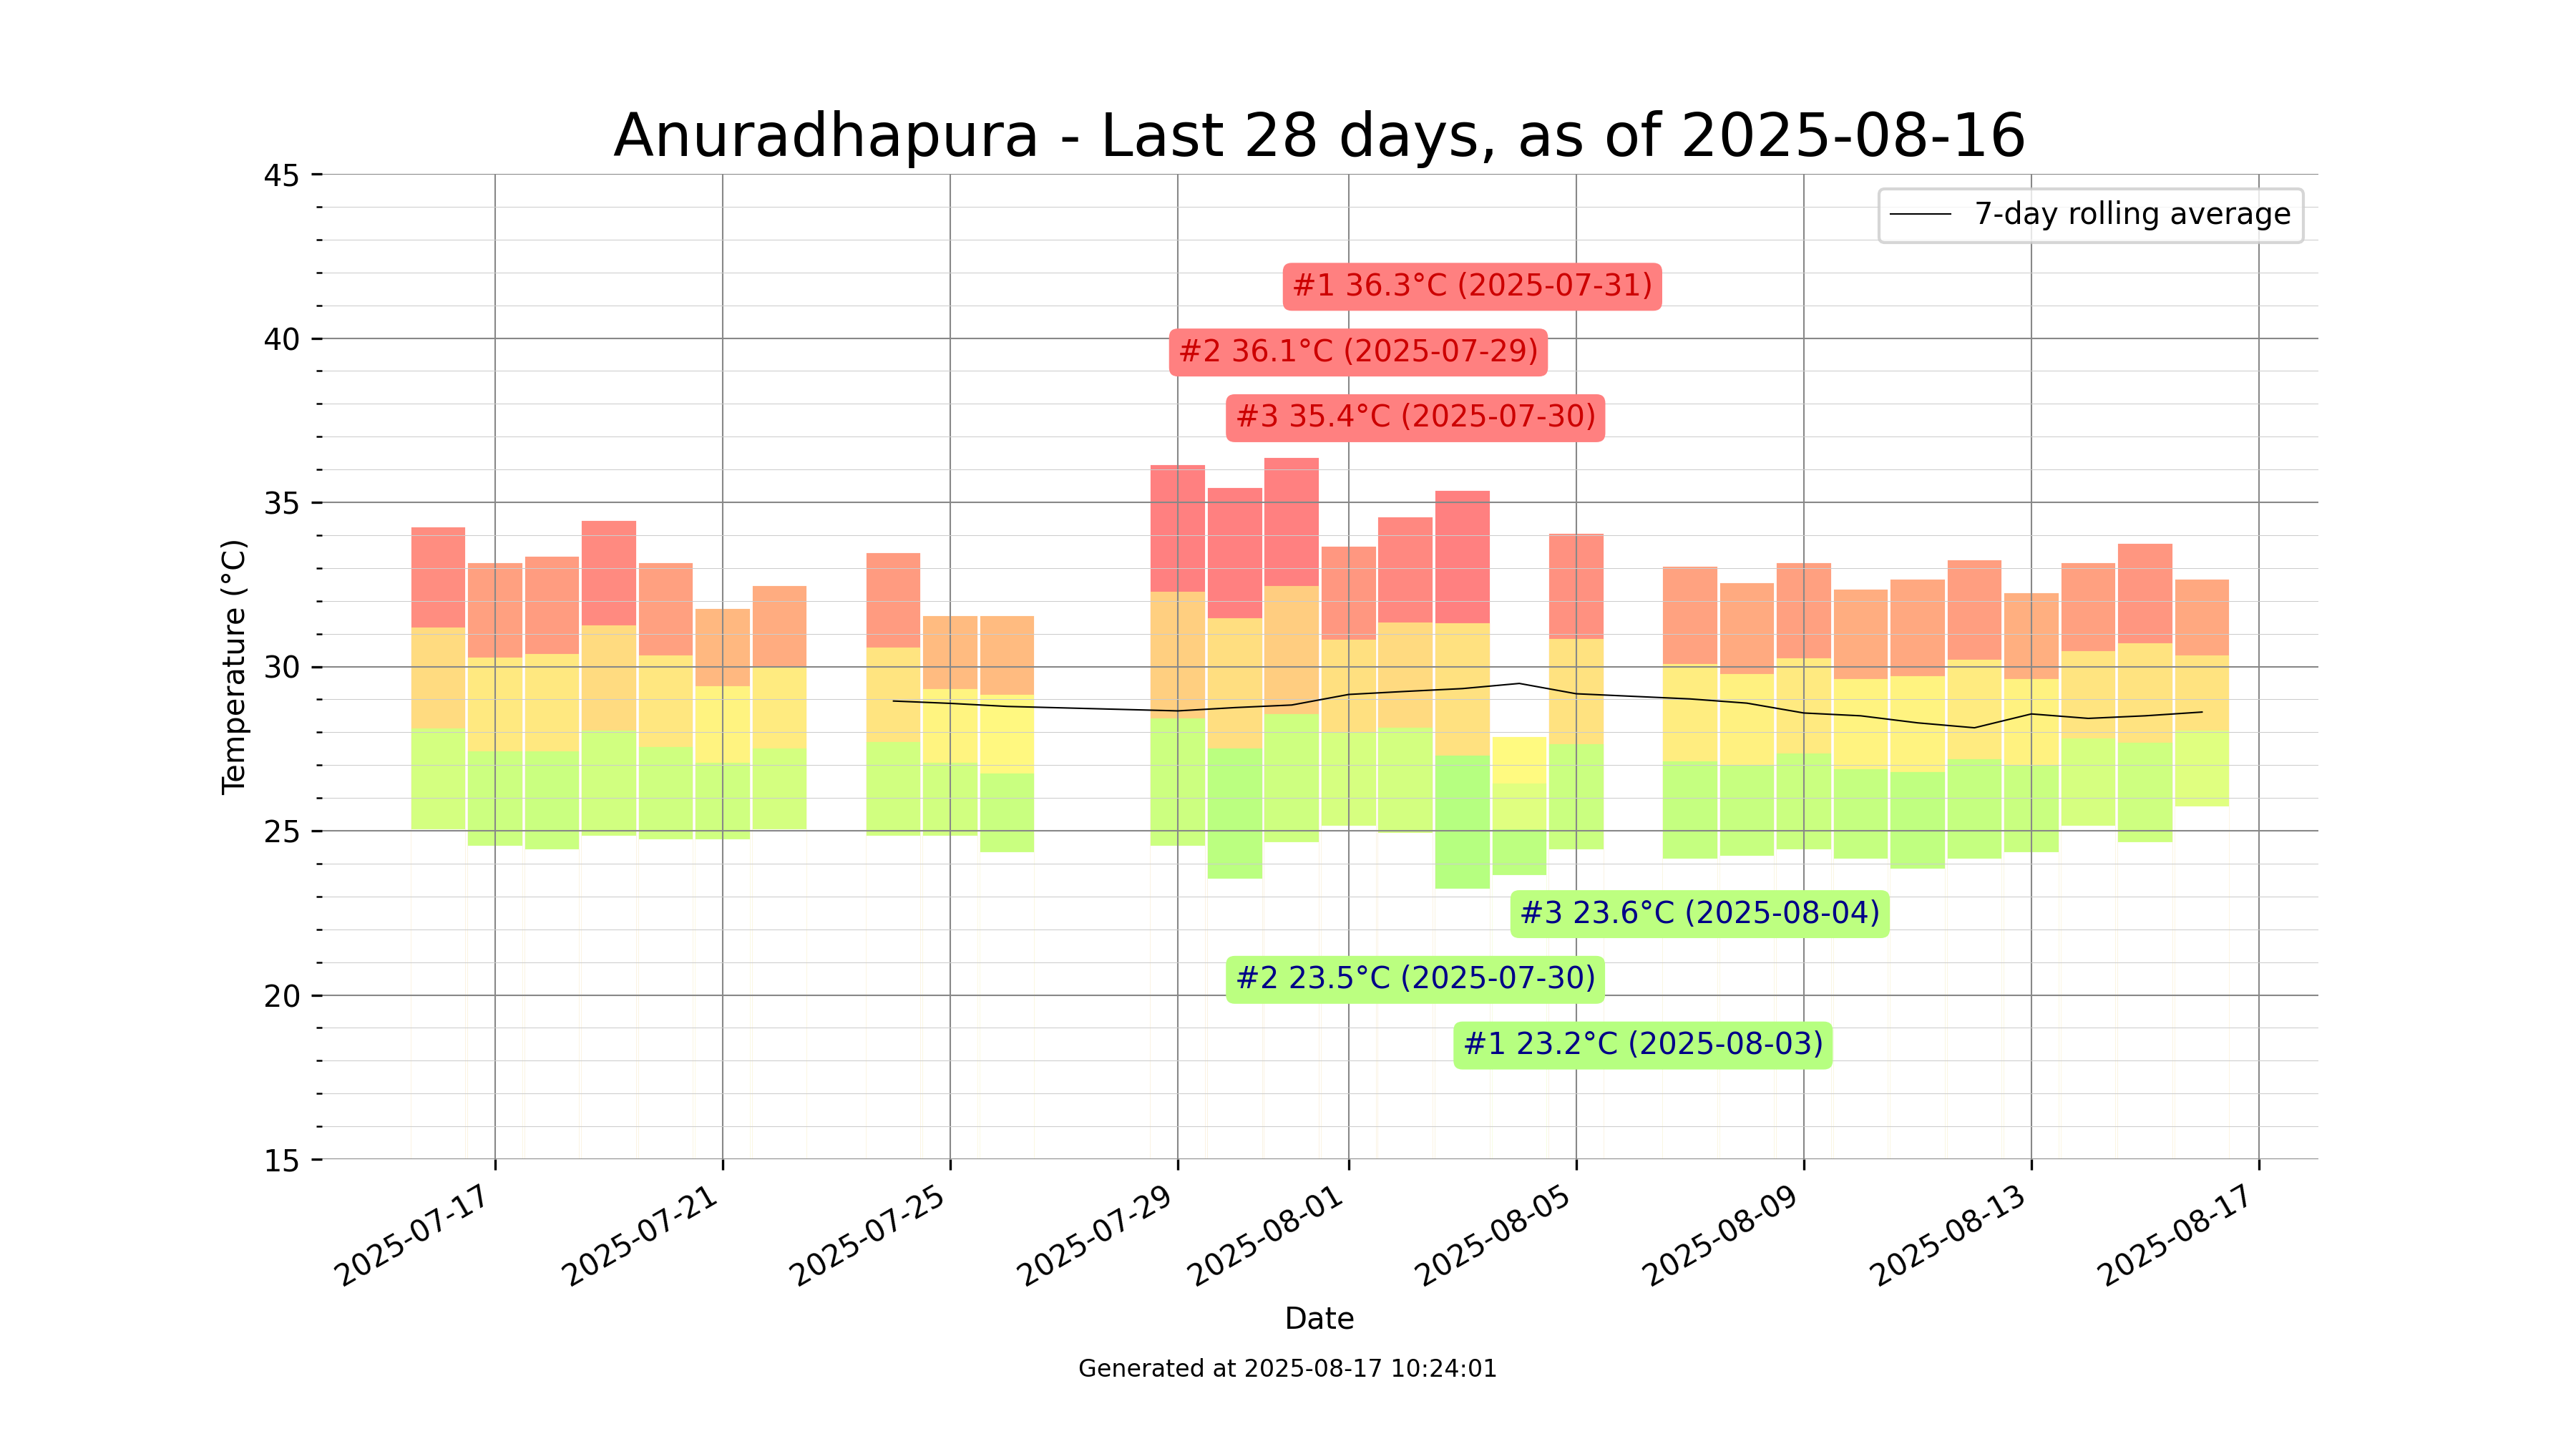 Anuradhapura - Last 28 days, as of 2025-08-16
7-day rolling average
Temperature (°C)
45
40
35
30
25
20
15
#1 36.3°C (2025-07-31)
#2 36.1°C (2025-07-29)
#3 35.4°C (2025-07-30)
#3 23.6°C (2025-08-04)
#2 23.5°C (2025-07-30)
#1 23.2°C (2025-08-03)
2025-07-17
2025-07-21
2025-07-25
2025-07-29
2025-08-01
2025-08-05
2025-08-09
2025-08-13
2025-08-17
Date
Generated at 2025-08-17 10:24:01